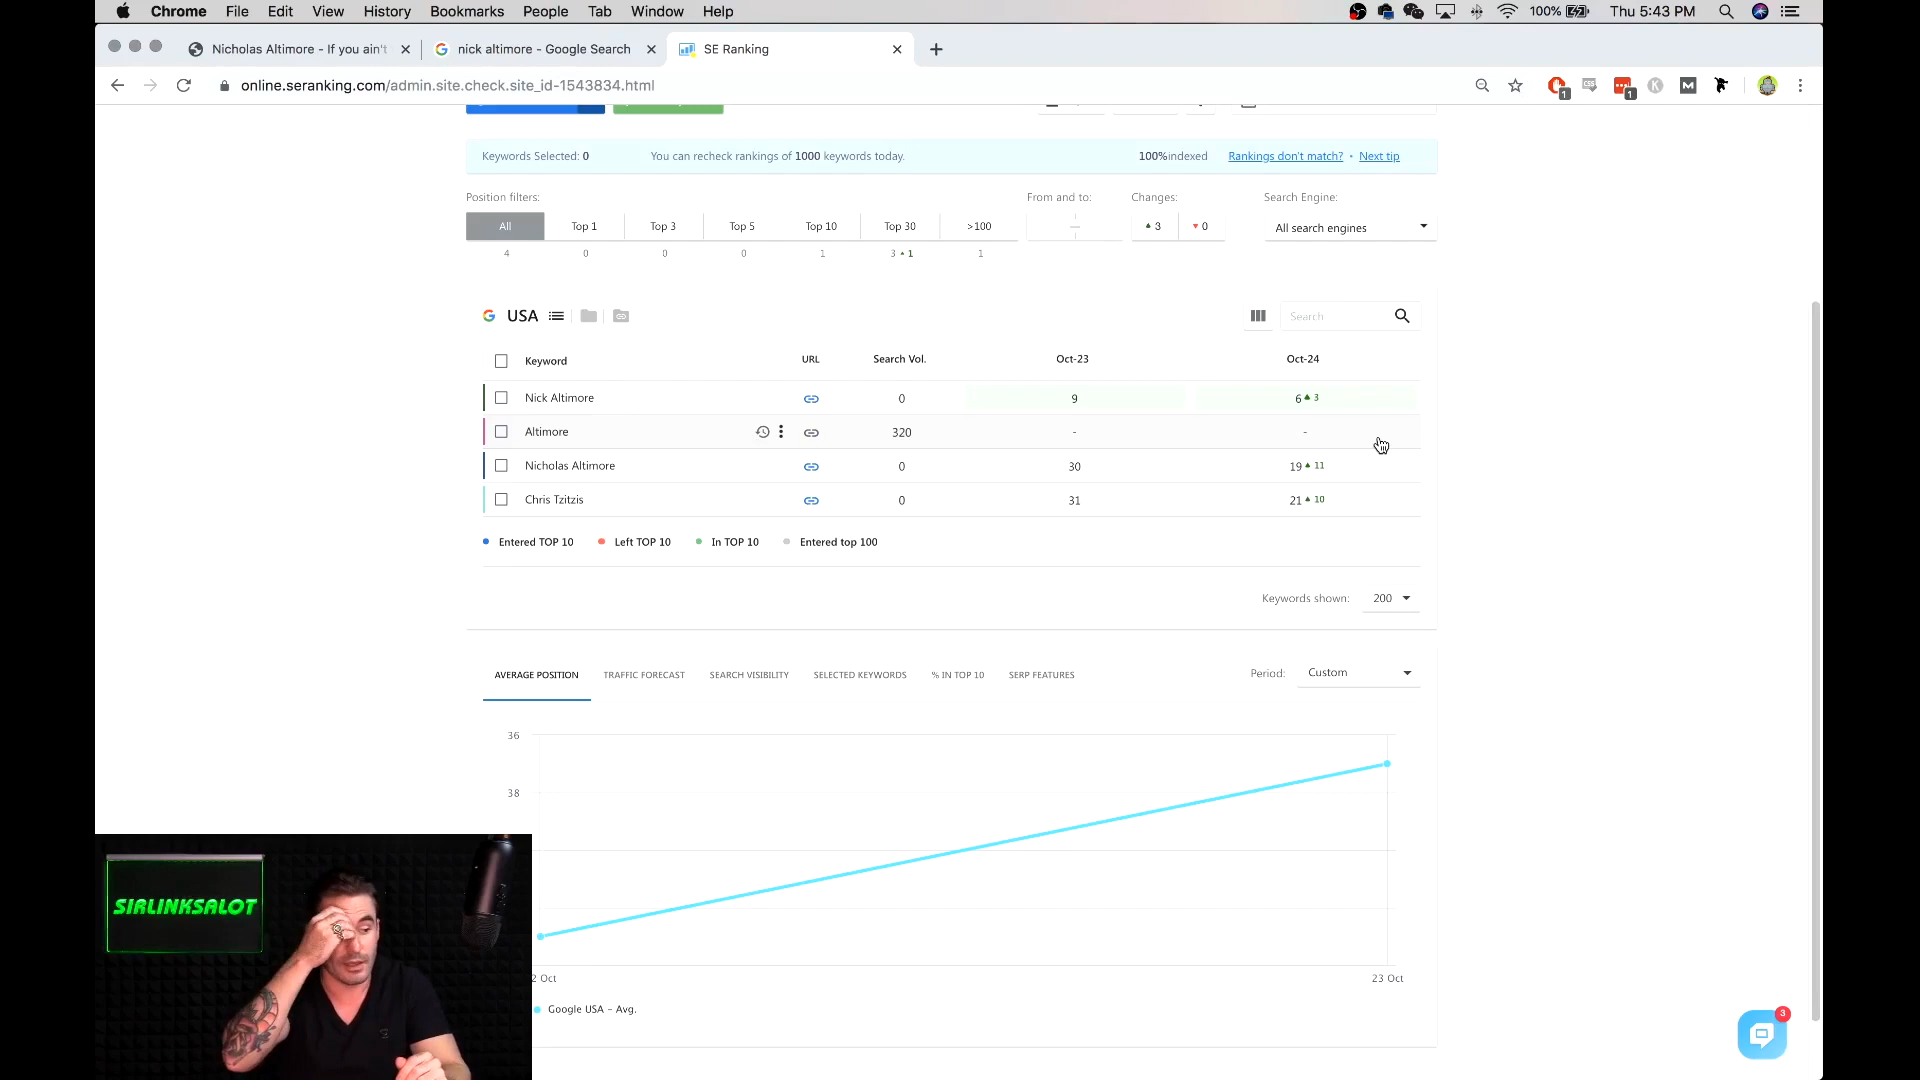 Chrome File Edit View History Bookmarks People Tab Window Help 100% Thu 5:43 PM
Nicholas Altimore - If you ain't
nick altimore - Google Search
SE Ranking
online.seranking.com/admin.site.check.site_id-1543834.html
Keywords Selected: 0 You can recheck rankings of 1000 keywords today. 100%indexed Rankings don't match? • Next tip
Position filters: From and to: Changes: Search Engine:
All Top 1 Top 3 Top 5 Top 10 Top 30 >100 — 3 0 All search engines
4 0 0 0 1 3 1 1
USA Search
Keyword URL Search Vol. Oct-23 Oct-24
Nick Altimore 0 9 6 3
Altimore 320 - -
Nicholas Altimore 0 30 19 11
Chris Tzitzis 0 31 21 10
Entered TOP 10 Left TOP 10 In TOP 10 Entered top 100
Keywords shown: 200
AVERAGE POSITION TRAFFIC FORECAST SEARCH VISIBILITY SELECTED KEYWORDS % IN TOP 10 SERP FEATURES Period: Custom
36
38
2 Oct 23 Oct
Google USA - Avg.
SIRLINKSALOT
3